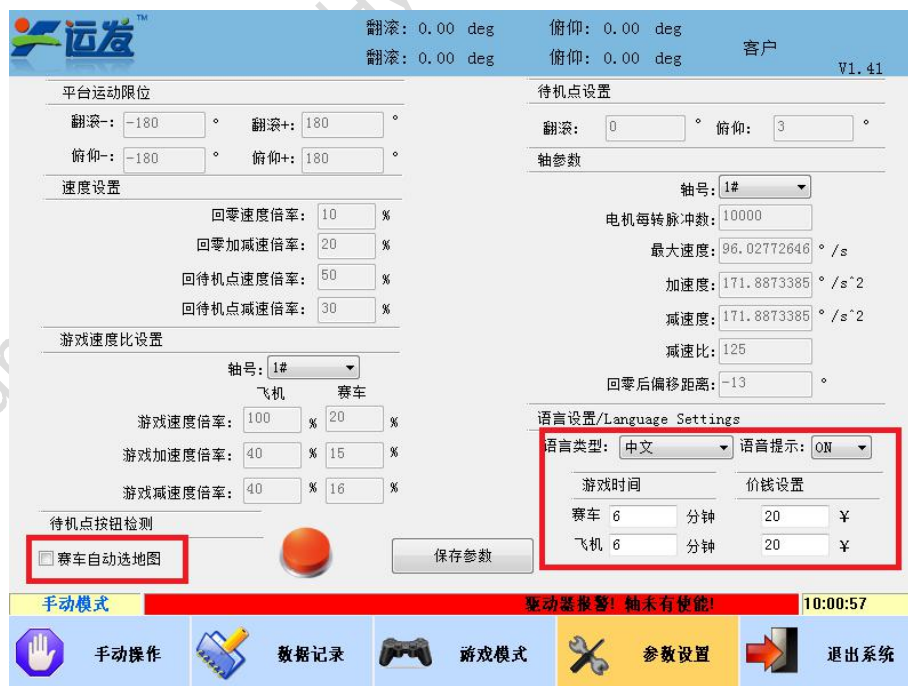 运发™
翻滚: 0.00 deg 俯仰: 0.00 deg
翻滚: 0.00 deg 俯仰: 0.00 deg
客户
V1.41
平台运动限位
翻滚-: -180 ° 翻滚+: 180 °
俯仰-: -180 ° 俯仰+: 180 °
速度设置
回零速度倍率: 10 %
回零加减速倍率: 20 %
回待机点速度倍率: 50 %
回待机点减速倍率: 30 %
游戏速度比设置
轴号: 1#
飞机 赛车
游戏速度倍率: 100 % 20 %
游戏加速度倍率: 40 % 15 %
游戏减速度倍率: 40 % 16 %
待机点按钮检测
赛车自动选地图
保存参数
待机点设置
翻滚: 0 ° 俯仰: 3 °
轴参数
轴号: 1#
电机每转脉冲数: 10000
最大速度: 96.02772646 °/s
加速度: 171.8873385 °/s^2
减速度: 171.8873385 °/s^2
减速比: 125
回零后偏移距离: -13 °
语言设置/Language Settings
语言类型: 中文 语音提示: ON
游戏时间 价钱设置
赛车 6 分钟 20 ¥
飞机 6 分钟 20 ¥
手动模式 驱动器报警! 轴未有使能! 10:00:57
手动操作 数据记录 游戏模式 参数设置 退出系统